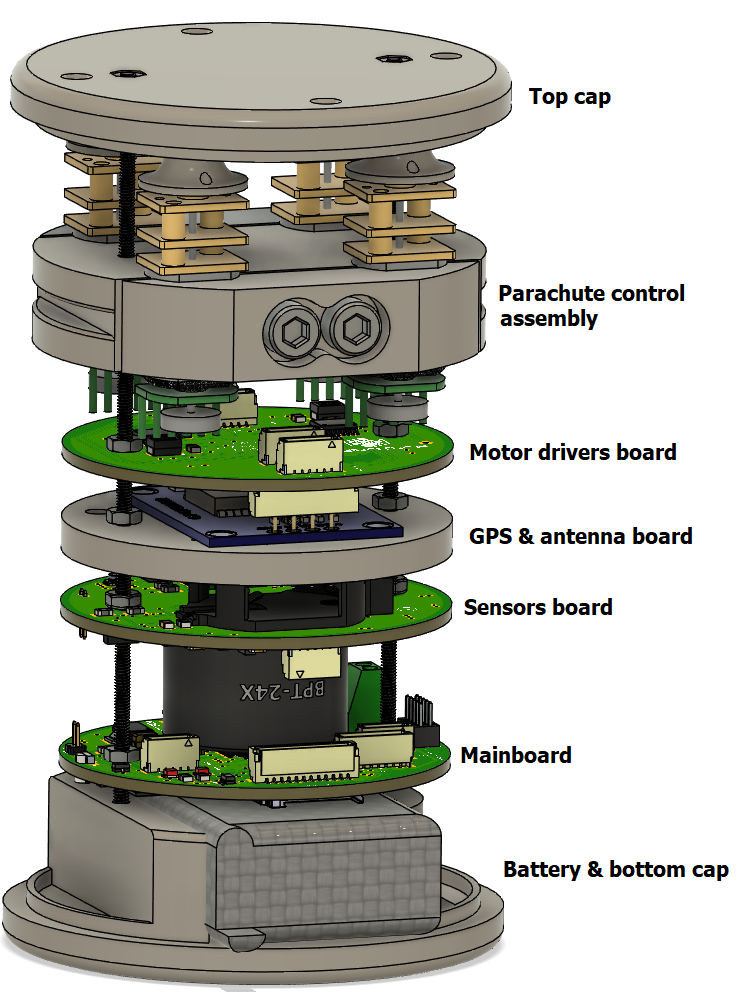 Top cap
Parachute control
assembly
Motor drivers board
GPS & antenna board
Sensors board
BPT-24X
Mainboard
Battery & bottom cap